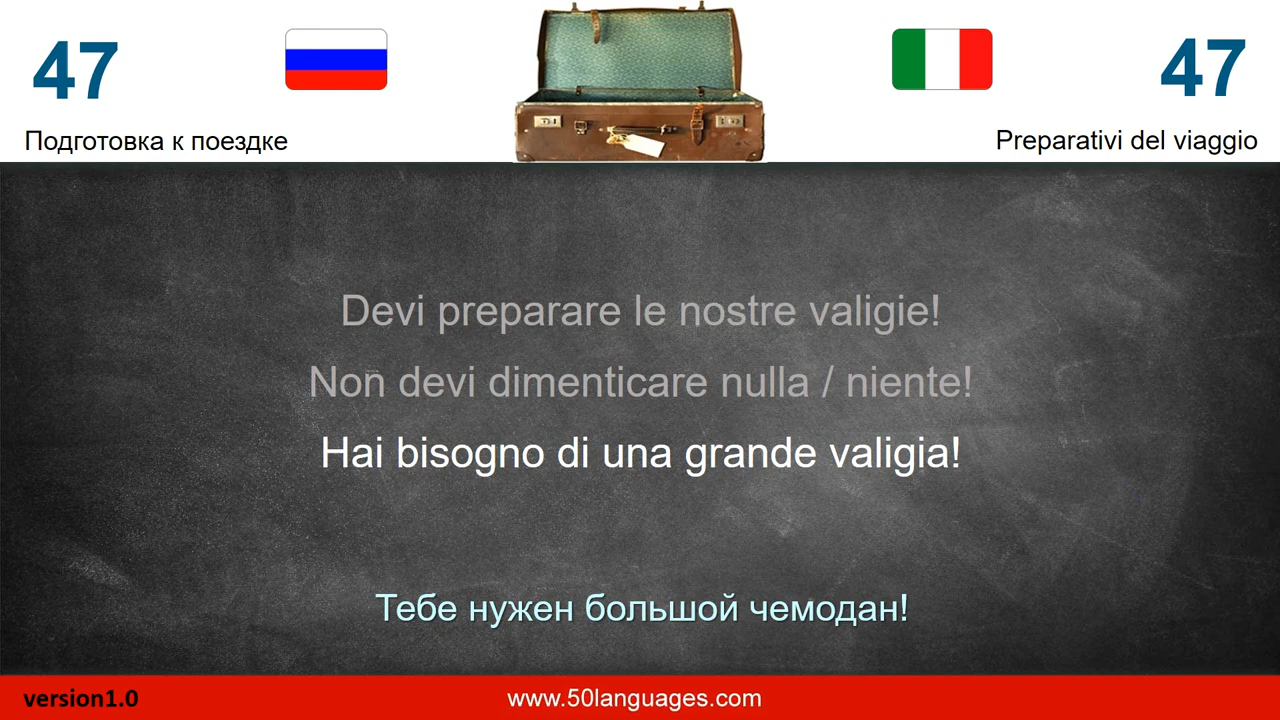 47
47
Подготовка к поездке
Preparativi del viaggio
Devi preparare le nostre valigie!
Non devi dimenticare nulla / niente!
Hai bisogno di una grande valigia!
Тебе нужен большой чемодан!
version1.0
www.50languages.com